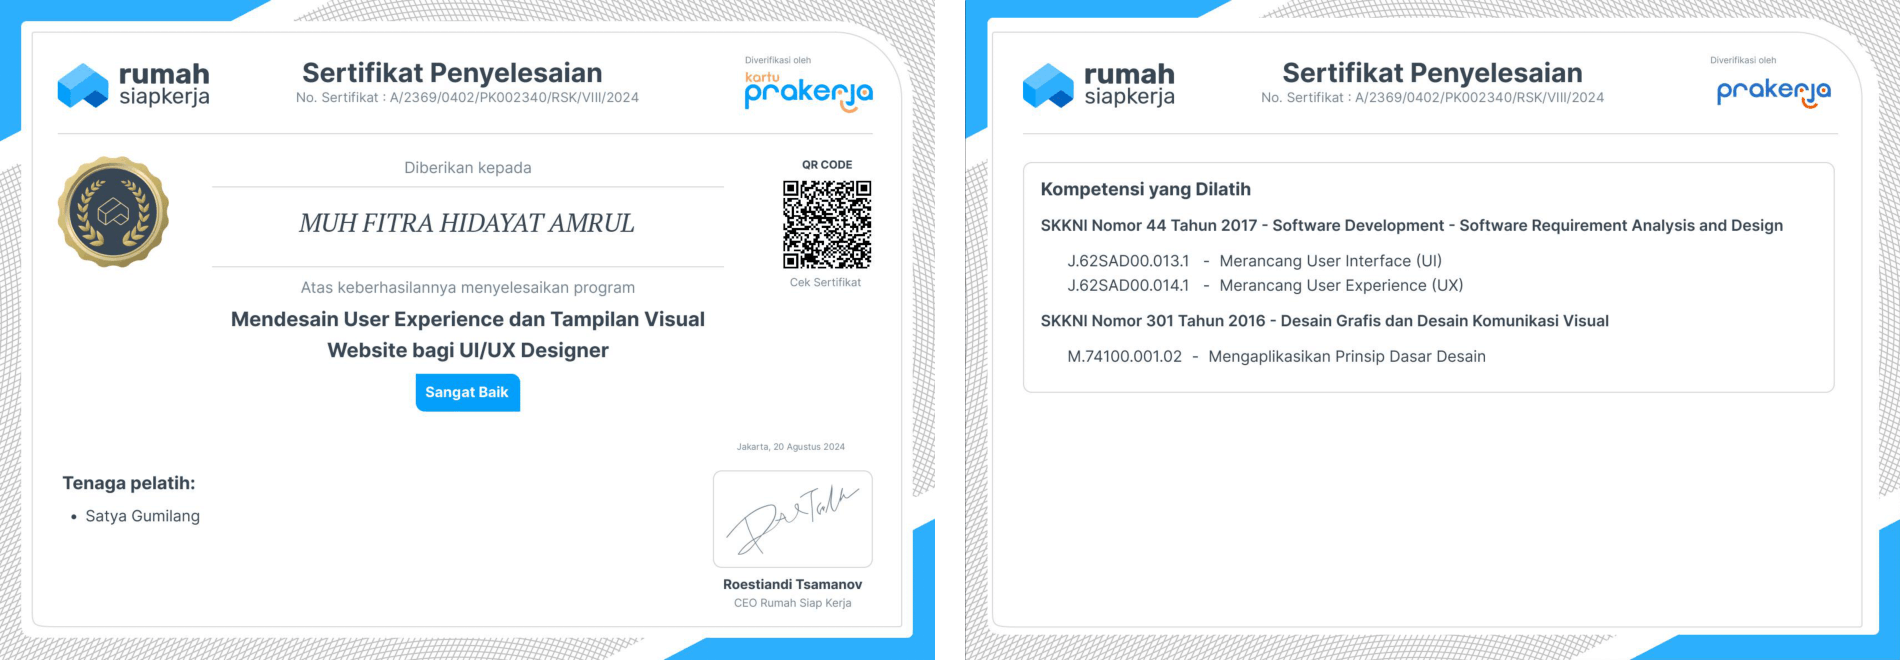 rumah
siapkerja
Sertifikat Penyelesaian
No. Sertifikat : A/2369/0402/PK002340/RSK/VIII/2024
Diverifikasi oleh
kartu
prakerja
Diberikan kepada
MUH FITRA HIDAYAT AMRUL
QR CODE
Cek Sertifikat
Atas keberhasilannya menyelesaikan program
Mendesain User Experience dan Tampilan Visual
Website bagi UI/UX Designer
Sangat Baik
Jakarta, 20 Agustus 2024
Tenaga pelatih:
• Satya Gumilang
Roestiandi Tsamanov
CEO Rumah Siap Kerja
rumah
siapkerja
Sertifikat Penyelesaian
No. Sertifikat : A/2369/0402/PK002340/RSK/VIII/2024
Diverifikasi oleh
prakerja
Kompetensi yang Dilatih
SKKNI Nomor 44 Tahun 2017 - Software Development - Software Requirement Analysis and Design
J.62SAD00.013.1 - Merancang User Interface (UI)
J.62SAD00.014.1 - Merancang User Experience (UX)
SKKNI Nomor 301 Tahun 2016 - Desain Grafis dan Desain Komunikasi Visual
M.74100.001.02 - Mengaplikasikan Prinsip Dasar Desain